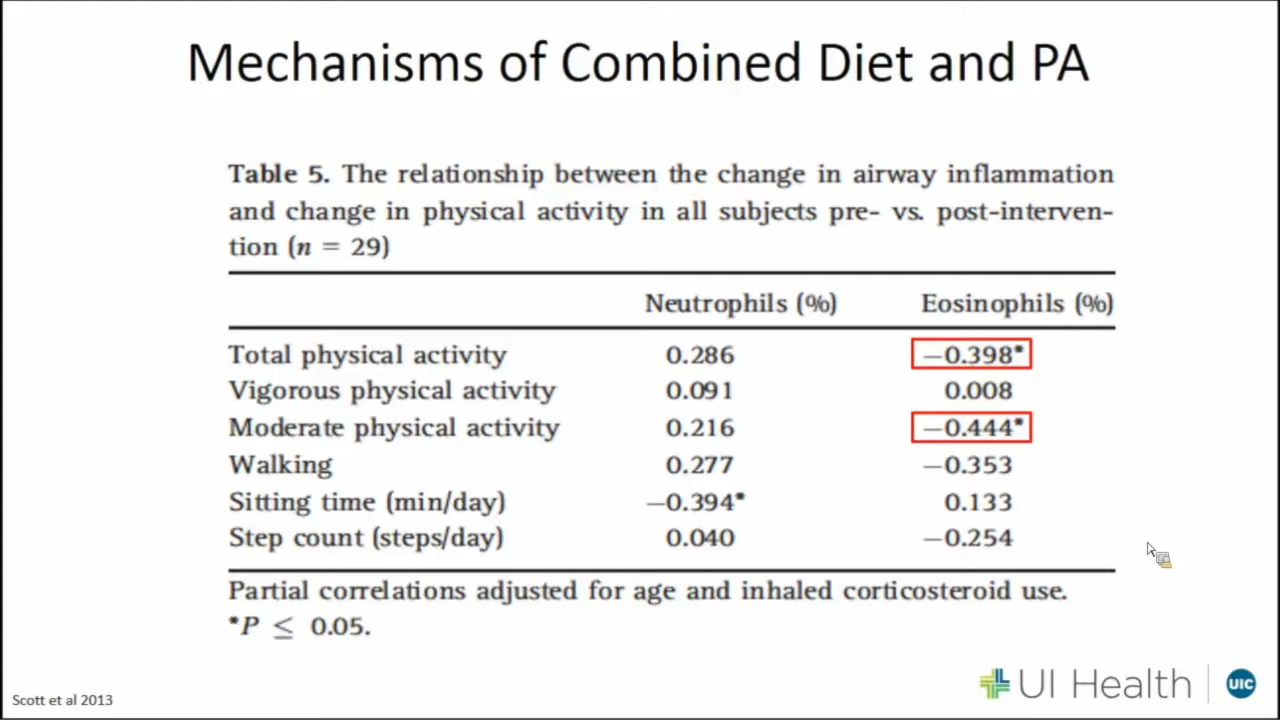 Mechanisms of Combined Diet and PA
Table 5. The relationship between the change in airway inflammation
and change in physical activity in all subjects pre- vs. post-interven-
tion (n = 29)
Neutrophils (%) Eosinophils (%)
Total physical activity 0.286 −0.398*
Vigorous physical activity 0.091 0.008
Moderate physical activity 0.216 −0.444*
Walking 0.277 −0.353
Sitting time (min/day) −0.394* 0.133
Step count (steps/day) 0.040 −0.254
Partial correlations adjusted for age and inhaled corticosteroid use.
*P ≤ 0.05.
Scott et al 2013
UI Health UIC